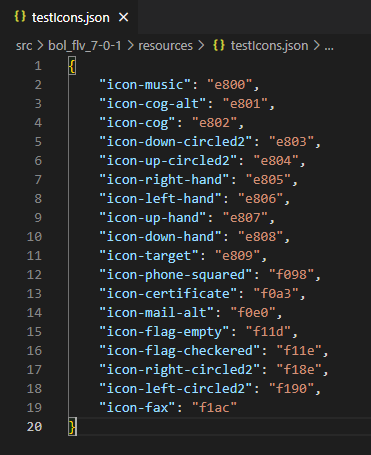 {} testIcons.json ×
src > bol_flv_7-0-1 > resources > {} testIcons.json > ...
1 {
2 "icon-music": "e800",
3 "icon-cog-alt": "e801",
4 "icon-cog": "e802",
5 "icon-down-circled2": "e803",
6 "icon-up-circled2": "e804",
7 "icon-right-hand": "e805",
8 "icon-left-hand": "e806",
9 "icon-up-hand": "e807",
10 "icon-down-hand": "e808",
11 "icon-target": "e809",
12 "icon-phone-squared": "f098",
13 "icon-certificate": "f0a3",
14 "icon-mail-alt": "f0e0",
15 "icon-flag-empty": "f11d",
16 "icon-flag-checkered": "f11e",
17 "icon-right-circled2": "f18e",
18 "icon-left-circled2": "f190",
19 "icon-fax": "f1ac"
20 }